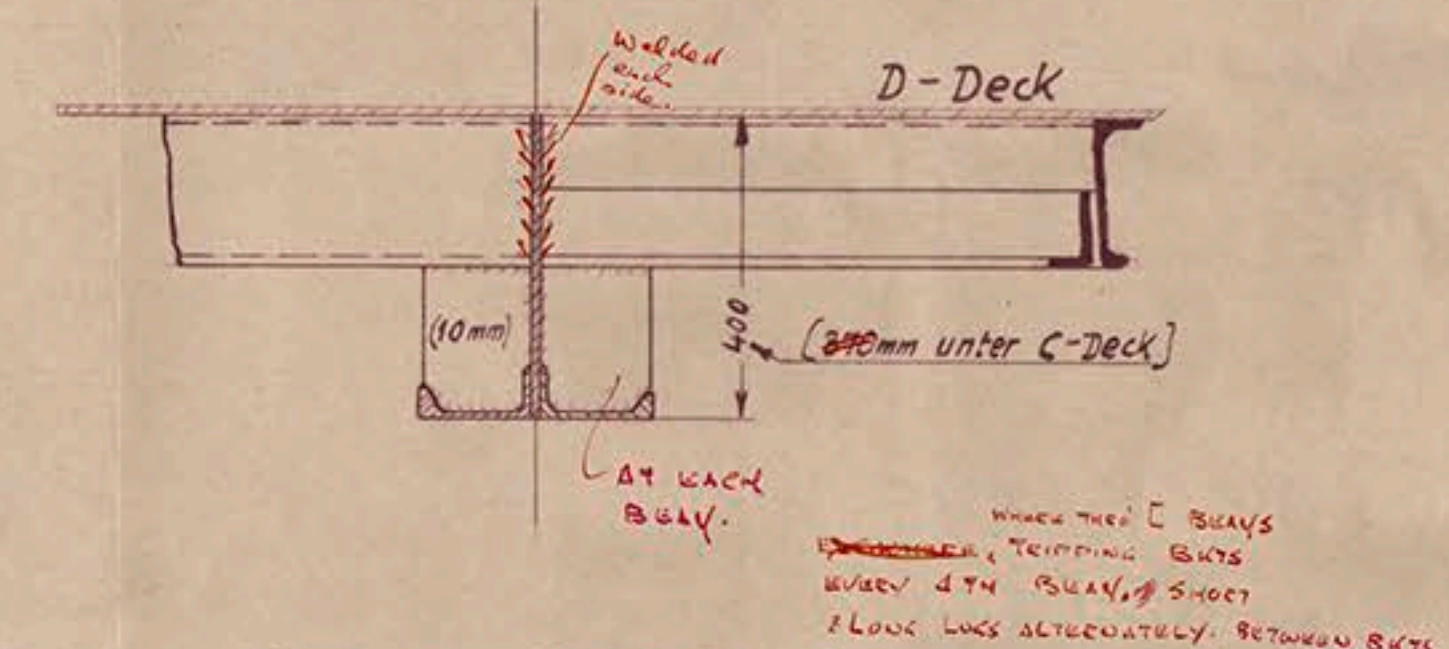 Welded
each
side.
D-Deck
(10mm)
400
[mm unter C-Deck]
AT EACH
BEAM.
WHERE THRO' [ BEAMS
TRIPPING BKTS
EVERY 4TH BEAM. SHORT
& LONG LUGS ALTERNATELY. BETWEEN BKTS